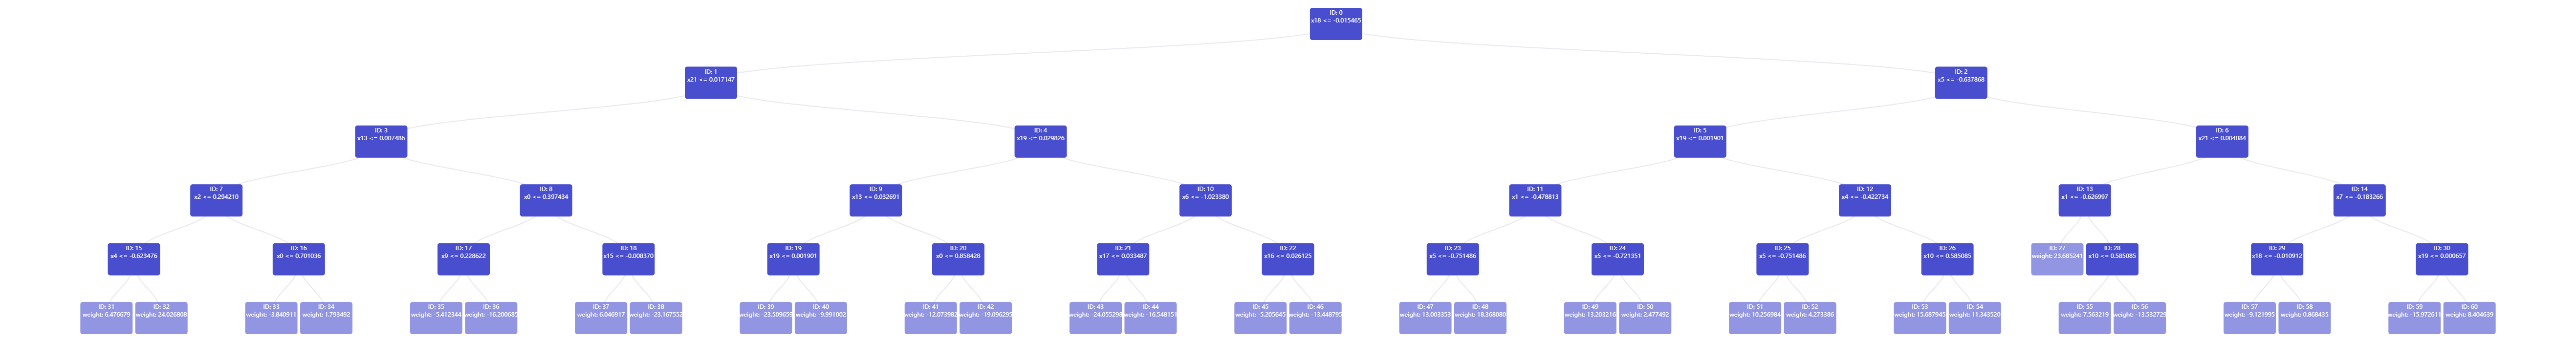 ID: 0
x18 <= -0.015465
ID: 1
x21 <= 0.017147
ID: 2
x5 <= -0.637868
ID: 3
x13 <= 0.007486
ID: 4
x19 <= 0.029826
ID: 5
x19 <= 0.001901
ID: 6
x21 <= 0.004084
ID: 7
x2 <= 0.294210
ID: 8
x0 <= 0.397434
ID: 9
x13 <= 0.032691
ID: 10
x6 <= -1.023380
ID: 11
x1 <= -0.478813
ID: 12
x4 <= -0.422734
ID: 13
x1 <= -0.626997
ID: 14
x7 <= -0.183266
ID: 15
x4 <= -0.623476
ID: 16
x0 <= 0.701036
ID: 17
x9 <= 0.228622
ID: 18
x15 <= -0.008370
ID: 19
x19 <= 0.001901
ID: 20
x0 <= 0.858428
ID: 21
x17 <= 0.033487
ID: 22
x16 <= 0.026125
ID: 23
x5 <= -0.751486
ID: 24
x5 <= -0.721351
ID: 25
x5 <= -0.751486
ID: 26
x10 <= 0.585085
ID: 27
weight: 23.685241
ID: 28
x10 <= 0.585085
ID: 29
x18 <= -0.010912
ID: 30
x19 <= 0.000657
ID: 31
weight: 6.476679
ID: 32
weight: 24.026808
ID: 33
weight: -3.840911
ID: 34
weight: 1.793492
ID: 35
weight: -5.412344
ID: 36
weight: -16.200685
ID: 37
weight: 6.046917
ID: 38
weight: -23.167552
ID: 39
weight: -23.509659
ID: 40
weight: -9.991002
ID: 41
weight: -12.073982
ID: 42
weight: -19.096295
ID: 43
weight: -24.055296
ID: 44
weight: -16.548151
ID: 45
weight: -5.205645
ID: 46
weight: -13.448795
ID: 47
weight: 13.003353
ID: 48
weight: 18.368080
ID: 49
weight: 13.203216
ID: 50
weight: 2.477492
ID: 51
weight: 10.256984
ID: 52
weight: 4.273386
ID: 53
weight: 15.687945
ID: 54
weight: 11.343520
ID: 55
weight: 7.563219
ID: 56
weight: -13.532729
ID: 57
weight: -9.121995
ID: 58
weight: 0.868435
ID: 59
weight: -15.972611
ID: 60
weight: 8.404639